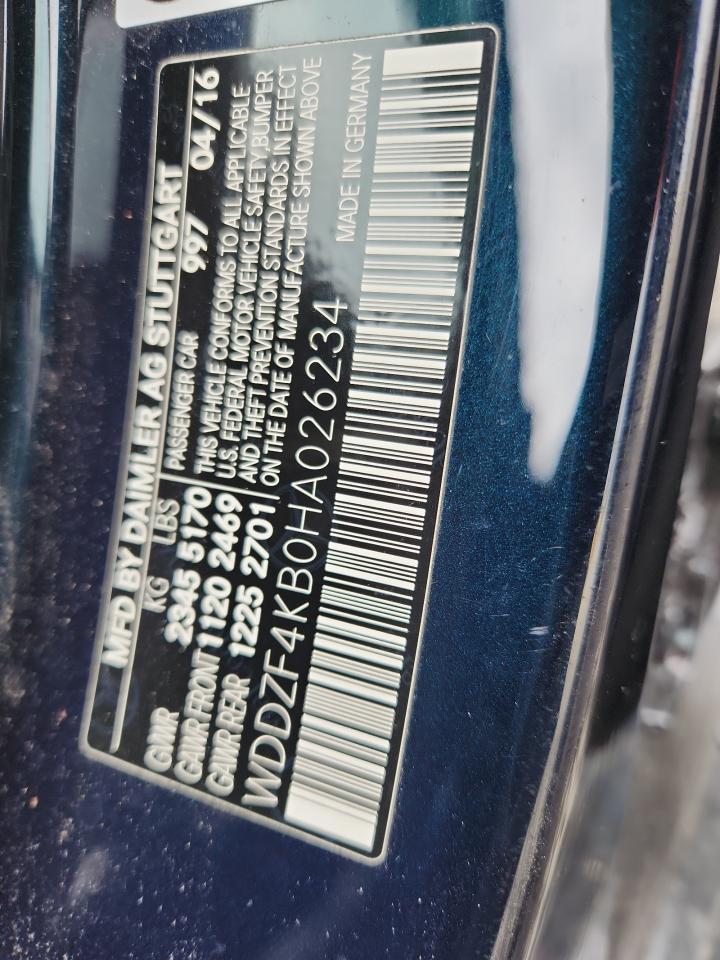 MFD BY DAIMLER AG STUTTGART
KG LBS PASSENGER CAR 997 04/16
GWR 2345 5170 THIS VEHICLE CONFORMS TO ALL APPLICABLE
GAWR FRONT 1120 2469 U.S. FEDERAL MOTOR VEHICLE SAFETY, BUMPER
GAWR REAR 1225 2701 AND THEFT PREVENTION STANDARDS IN EFFECT
ON THE DATE OF MANUFACTURE SHOWN ABOVE
WDDZF4KB0HA026234 MADE IN GERMANY